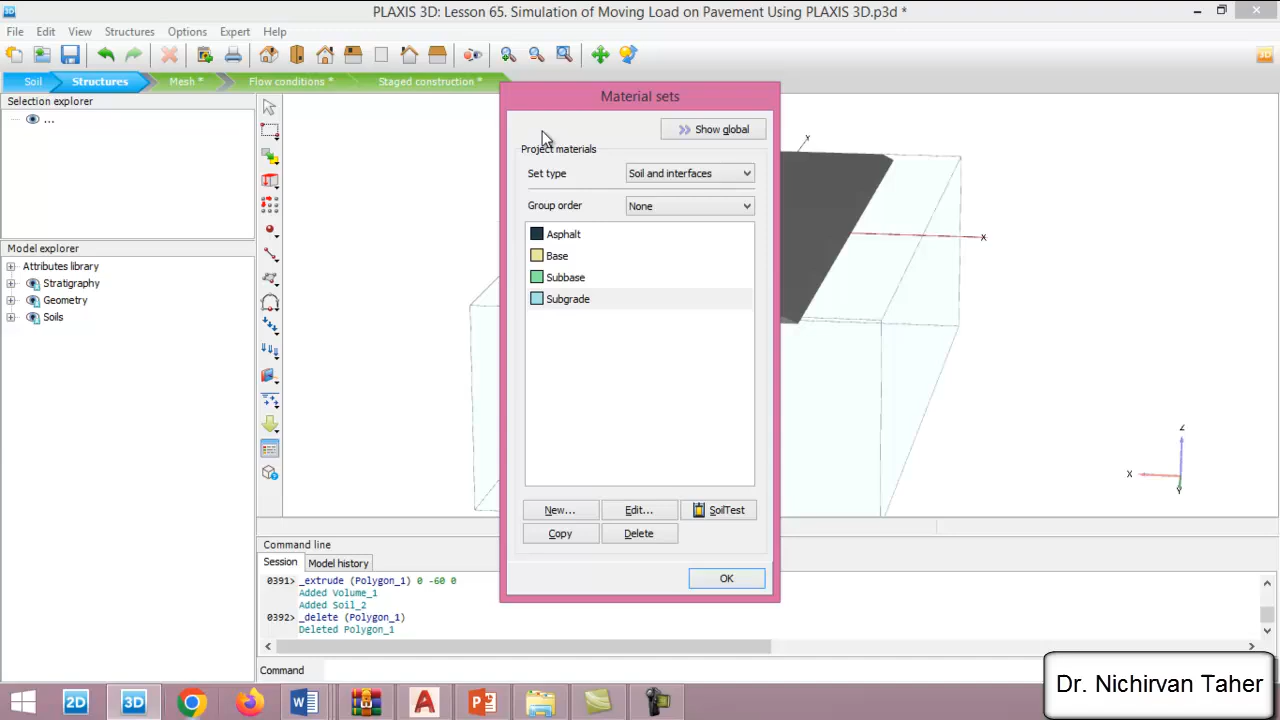 PLAXIS 3D: Lesson 65. Simulation of Moving Load on Pavement Using PLAXIS 3D.p3d *
File Edit View Structures Options Expert Help
Soil Structures Mesh * Flow conditions * Staged construction *
Selection explorer
...
Model explorer
Attributes library
Stratigraphy
Geometry
Soils
Material sets
Show global
Project materials
Set type Soil and interfaces
Group order None
Asphalt
Base
Subbase
Subgrade
New... Edit... SoilTest
Copy Delete
OK
Y
X
Z
X
Y
Command line
Session Model history
0391> _extrude (Polygon_1) 0 -60 0
Added Volume_1
Added Soil_2
0392> _delete (Polygon_1)
Deleted Polygon_1
Command
Dr. Nichirvan Taher
2D 3D
3D